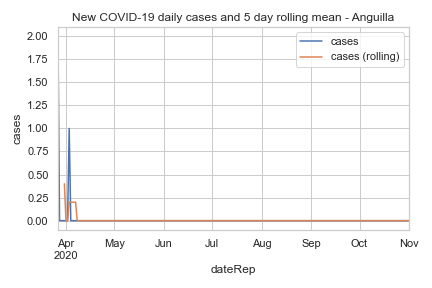 New COVID-19 daily cases and 5 day rolling mean - Anguilla
2.00
1.75
1.50
1.25
1.00
0.75
0.50
0.25
0.00
cases
cases
cases (rolling)
Apr May Jun Jul Aug Sep Oct Nov
2020
dateRep